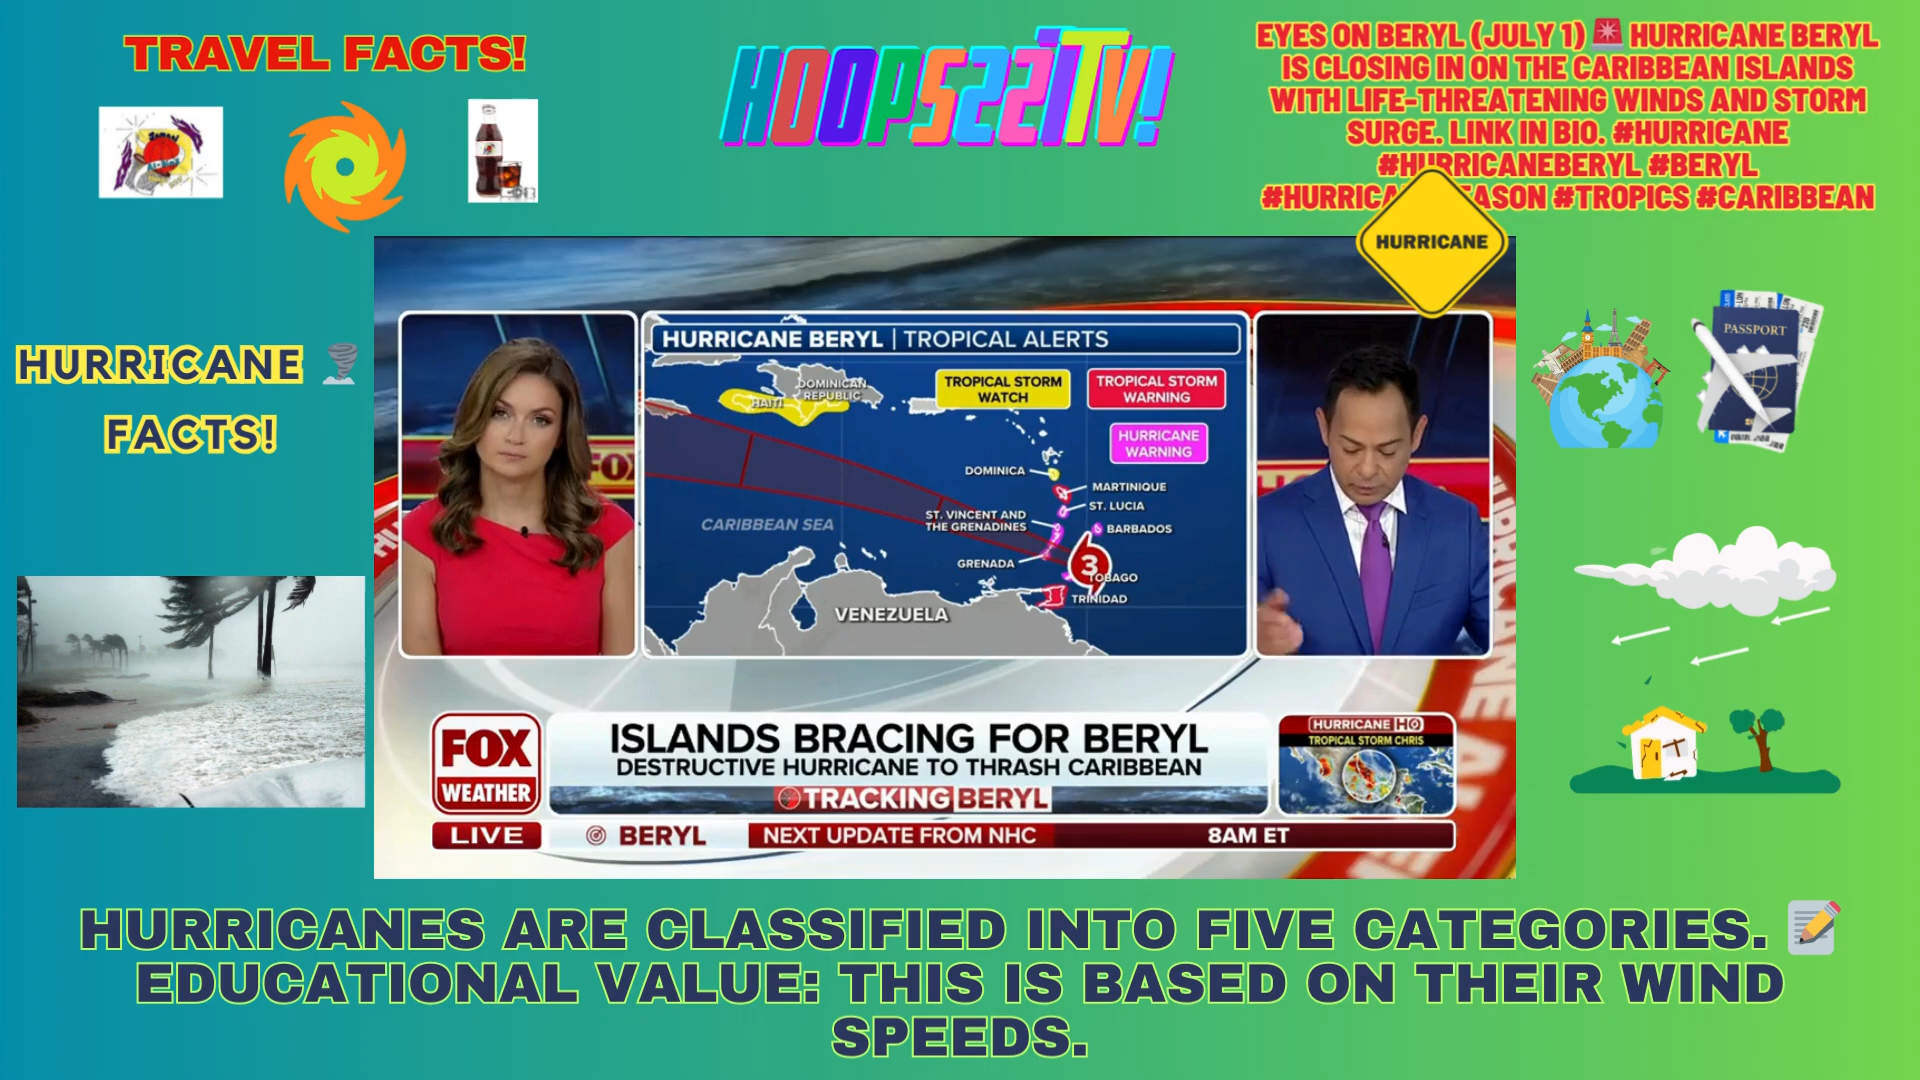 TRAVEL FACTS!
HOOPS22ITV!
EYES ON BERYL (JULY 1) 🚨 HURRICANE BERYL
IS CLOSING IN ON THE CARIBBEAN ISLANDS
WITH LIFE-THREATENING WINDS AND STORM
SURGE. LINK IN BIO. #HURRICANE
#HURRICANEBERYL #BERYL
#HURRICA ASON #TROPICS #CARIBBEAN
HURRICANE
HURRICANE 🌪
FACTS!
HURRICANE BERYL | TROPICAL ALERTS
DOMINICAN
REPUBLIC
HAITI
TROPICAL STORM
WATCH
TROPICAL STORM
WARNING
HURRICANE
WARNING
DOMINICA
MARTINIQUE
ST. LUCIA
ST. VINCENT AND
THE GRENADINES
BARBADOS
CARIBBEAN SEA
GRENADA
3
TOBAGO
TRINIDAD
VENEZUELA
PASSPORT
FOX
WEATHER
ISLANDS BRACING FOR BERYL
DESTRUCTIVE HURRICANE TO THRASH CARIBBEAN
TRACKING BERYL
HURRICANE HQ
TROPICAL STORM CHRIS
LIVE
BERYL
NEXT UPDATE FROM NHC
8AM ET
HURRICANES ARE CLASSIFIED INTO FIVE CATEGORIES. 📝
EDUCATIONAL VALUE: THIS IS BASED ON THEIR WIND
SPEEDS.